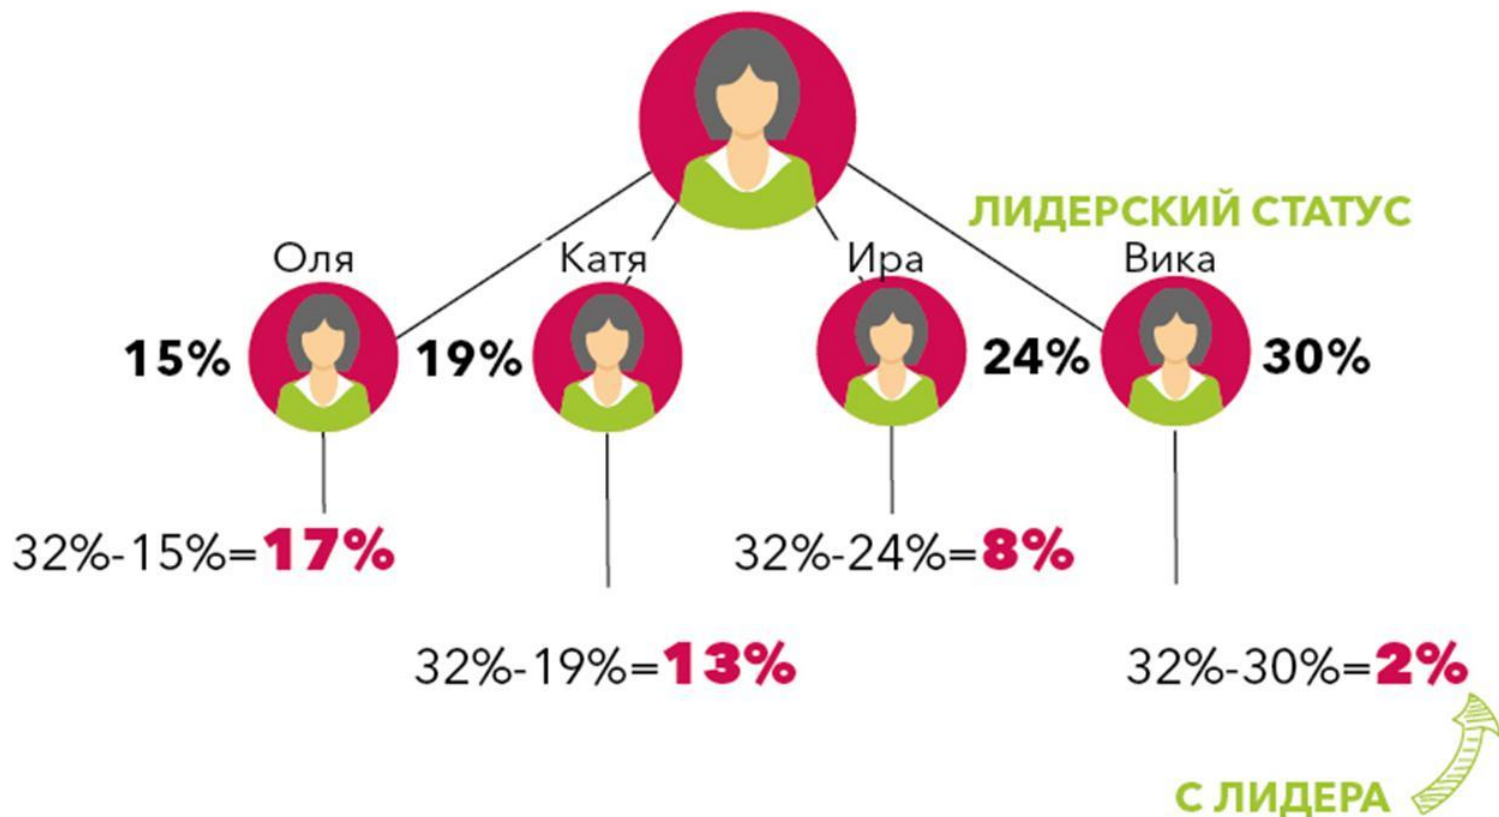 ЛИДЕРСКИЙ СТАТУС
Оля
Катя
Ира
Вика
15%
19%
24%
30%
32%-15%=17%
32%-24%=8%
32%-19%=13%
32%-30%=2%
С ЛИДЕРА